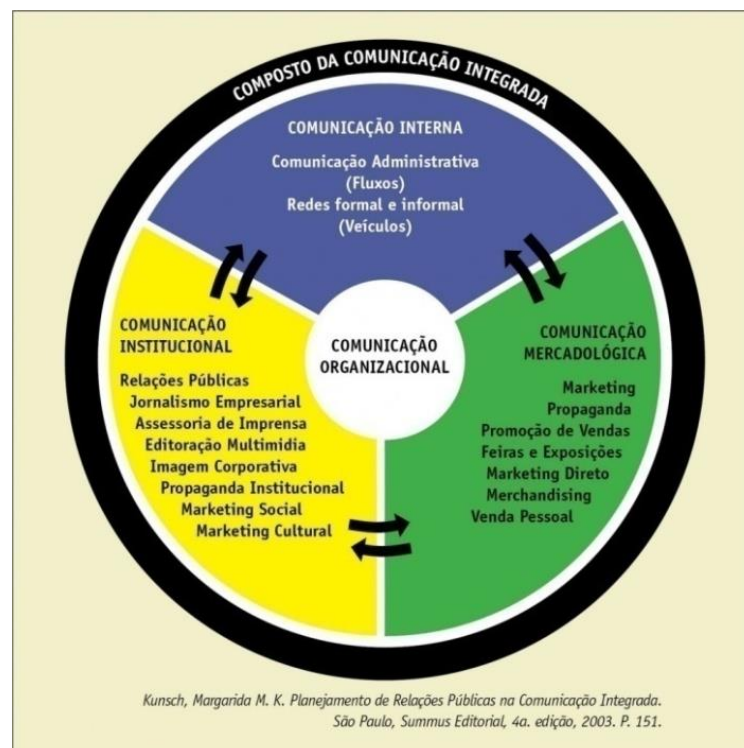 COMPOSTO DA COMUNICAÇÃO INTEGRADA
COMUNICAÇÃO INTERNA
Comunicação Administrativa
(Fluxos)
Redes formal e informal
(Veículos)
COMUNICAÇÃO
INSTITUCIONAL
Relações Públicas
Jornalismo Empresarial
Assessoria de Imprensa
Editoração Multimidia
Imagem Corporativa
Propaganda Institucional
Marketing Social
Marketing Cultural
COMUNICAÇÃO
ORGANIZACIONAL
COMUNICAÇÃO
MERCADOLÓGICA
Marketing
Propaganda
Promoção de Vendas
Feiras e Exposições
Marketing Direto
Merchandising
Venda Pessoal
Kunsch, Margarida M. K. Planejamento de Relações Públicas na Comunicação Integrada.
São Paulo, Summus Editorial, 4a. edição, 2003. P. 151.